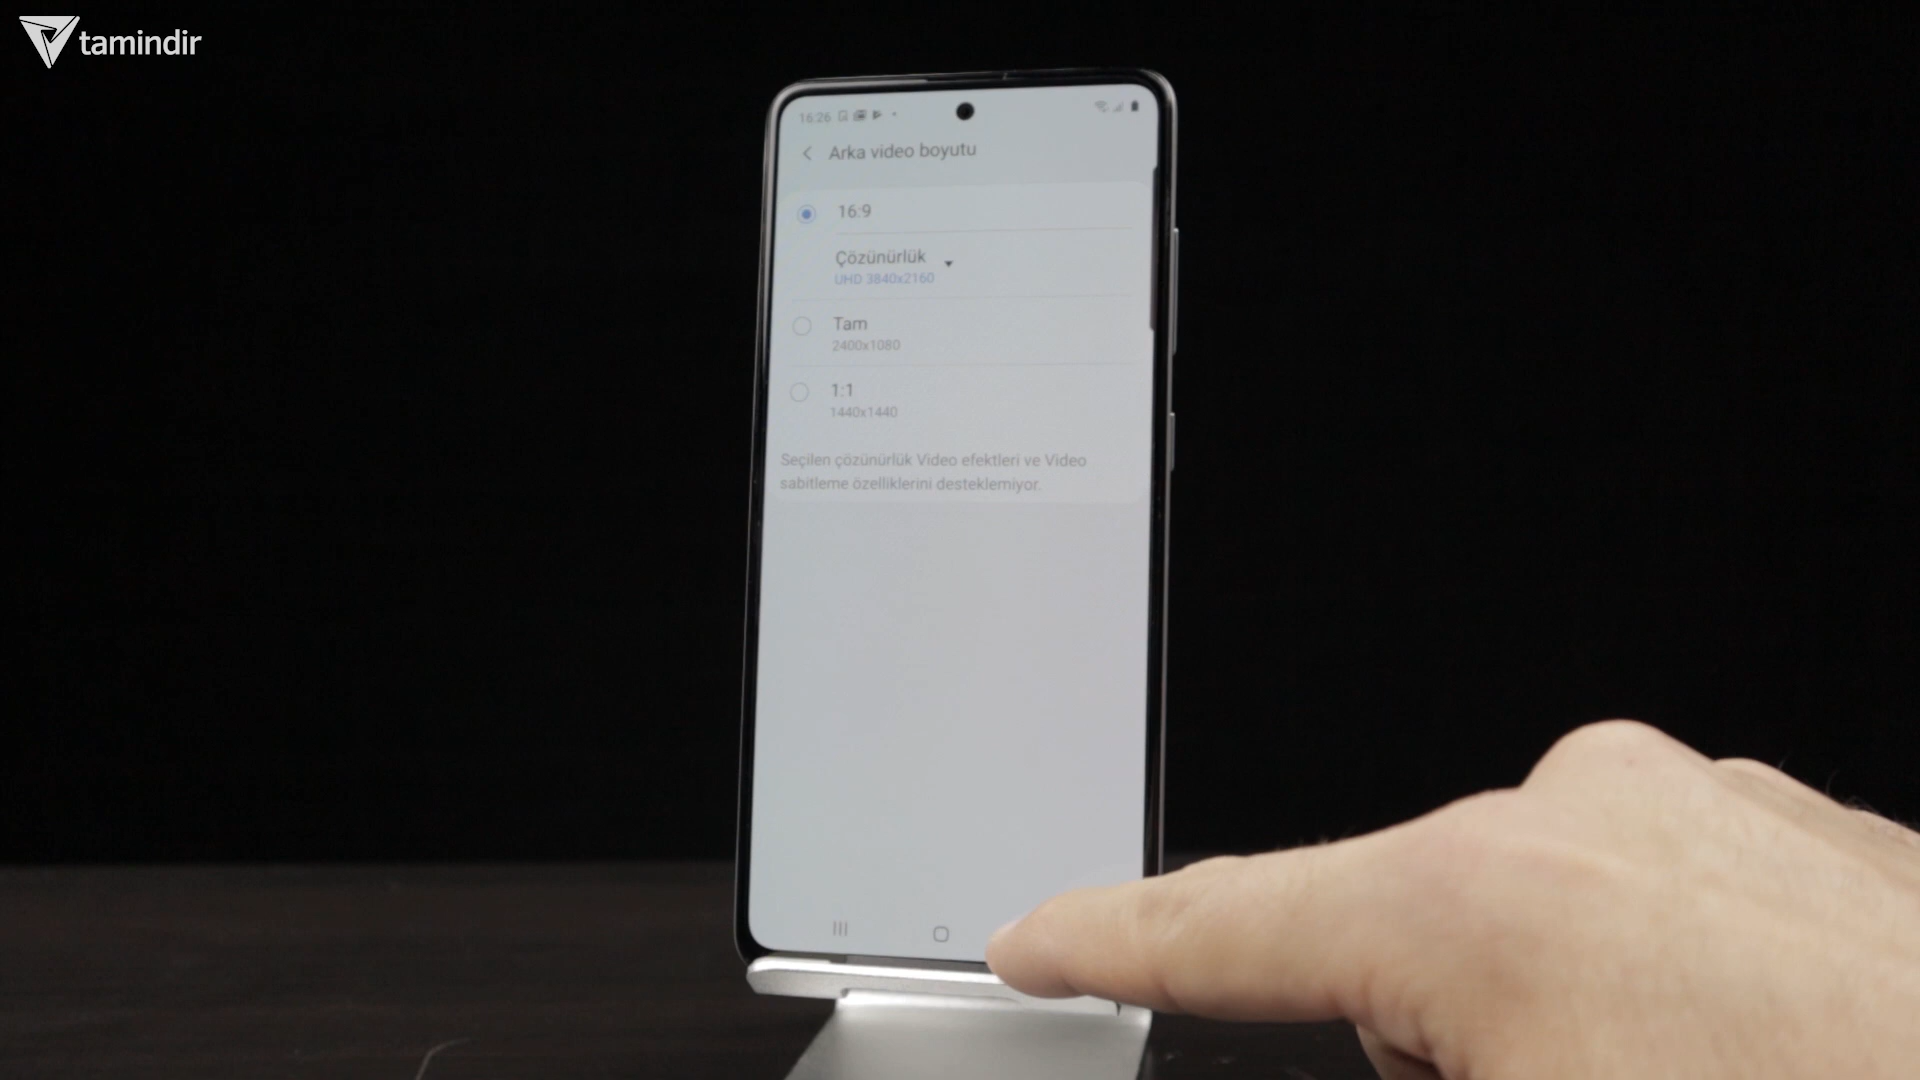 tamindir
16:26
Arka video boyutu
16:9
Çözünürlük
UHD 3840x2160
Tam
2400x1080
1:1
1440x1440
Seçilen çözünürlük Video efektleri ve Video
sabitleme özelliklerini desteklemiyor.